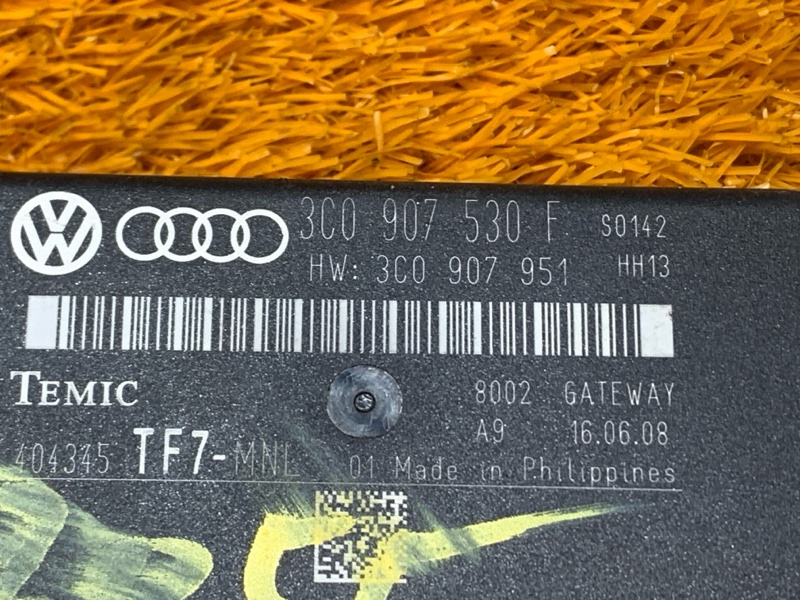 3C0 907 530 F S0142
HW: 3C0 907 951 HH13
TEMIC 8002 GATEWAY
A9 16.06.08
404345 TF7-MNL 01 Made in Philippines